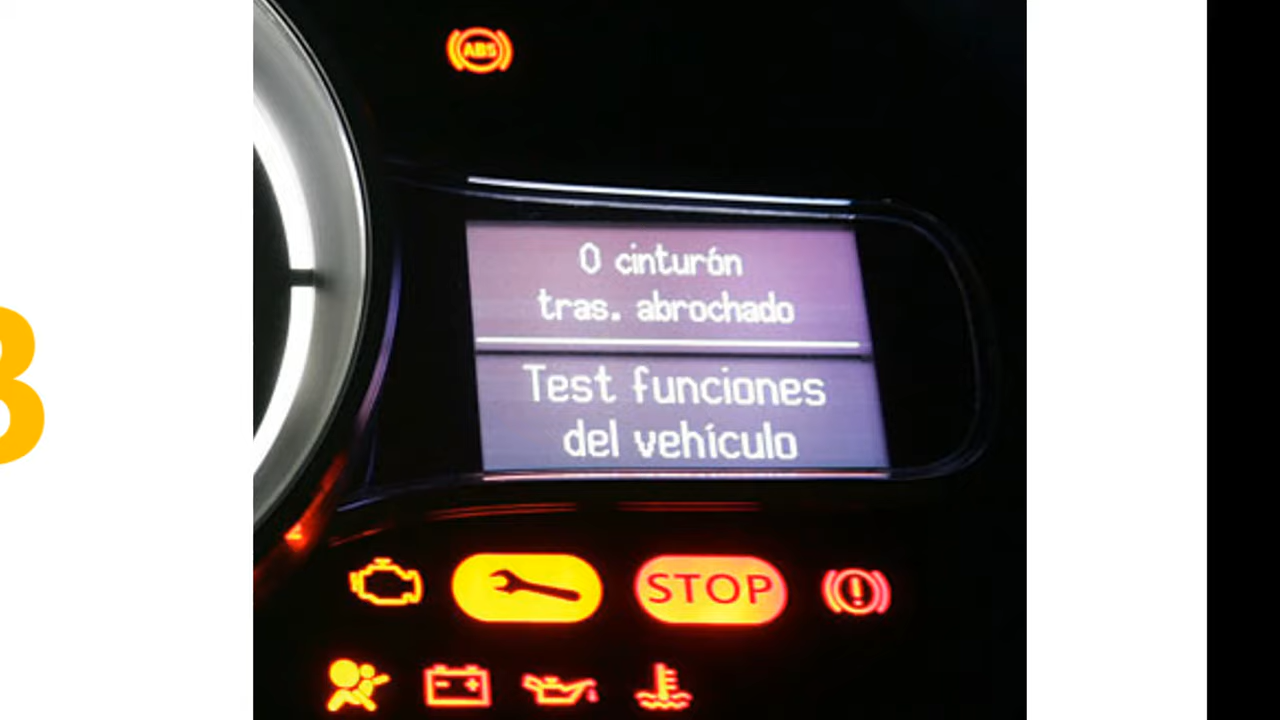 ABS
0 cinturón
tras. abrochado
Test funciones
del vehículo
STOP